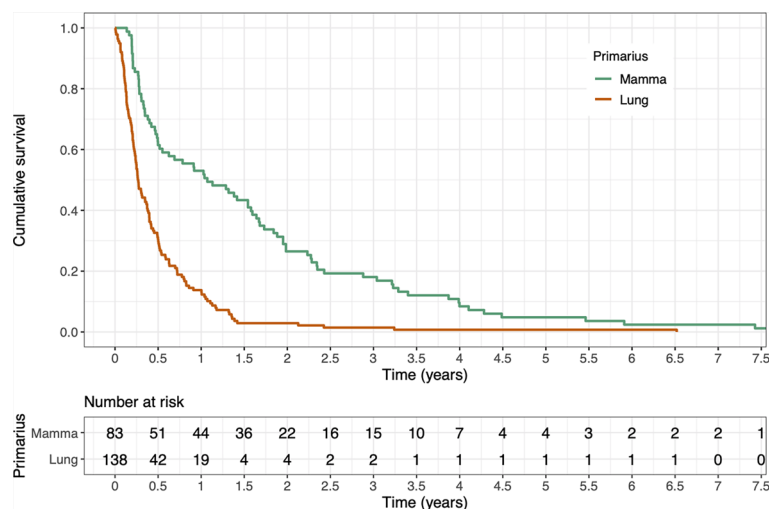 Primarius
Mamma
Lung
Cumulative survival
1.0
0.8
0.6
0.4
0.2
0.0
0 0.5 1 1.5 2 2.5 3 3.5 4 4.5 5 5.5 6 6.5 7 7.5
Time (years)
Number at risk
Primarius
Mamma 83 51 44 36 22 16 15 10 7 4 4 3 2 2 2 1
Lung 138 42 19 4 4 2 2 1 1 1 1 1 1 1 0 0
0 0.5 1 1.5 2 2.5 3 3.5 4 4.5 5 5.5 6 6.5 7 7.5
Time (years)